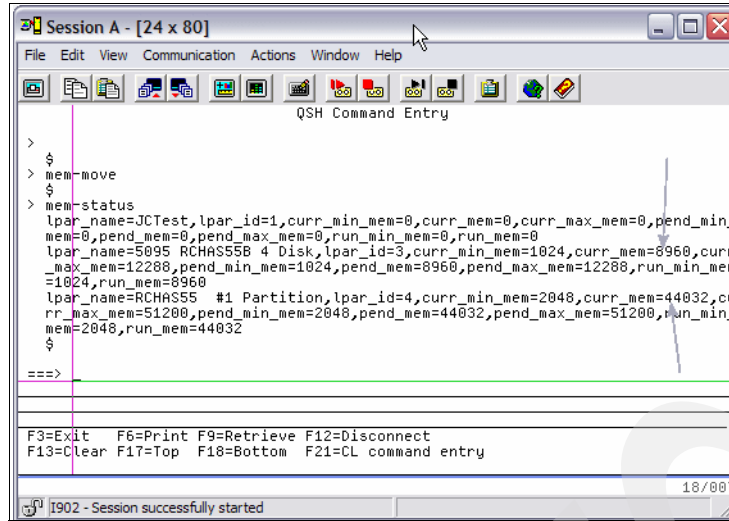 Session A - [24 x 80]
File Edit View Communication Actions Window Help
QSH Command Entry
>
$
> mem-move
$
> mem-status
lpar_name=JCTest,lpar_id=1,curr_min_mem=0,curr_mem=0,curr_max_mem=0,pend_min_
mem=0,pend_mem=0,pend_max_mem=0,run_min_mem=0,run_mem=0
lpar_name=5095 RCHAS55B 4 Disk,lpar_id=3,curr_min_mem=1024,curr_mem=8960,curr
_max_mem=12288,pend_min_mem=1024,pend_mem=8960,pend_max_mem=12288,run_min_mem
=1024,run_mem=8960
lpar_name=RCHAS55  #1 Partition,lpar_id=4,curr_min_mem=2048,curr_mem=44032,cu
rr_max_mem=51200,pend_min_mem=2048,pend_mem=44032,pend_max_mem=51200,run_min_
mem=2048,run_mem=44032
$
===> _
F3=Exit F6=Print F9=Retrieve F12=Disconnect
F13=Clear F17=Top F18=Bottom F21=CL command entry
18/007
I902 - Session successfully started